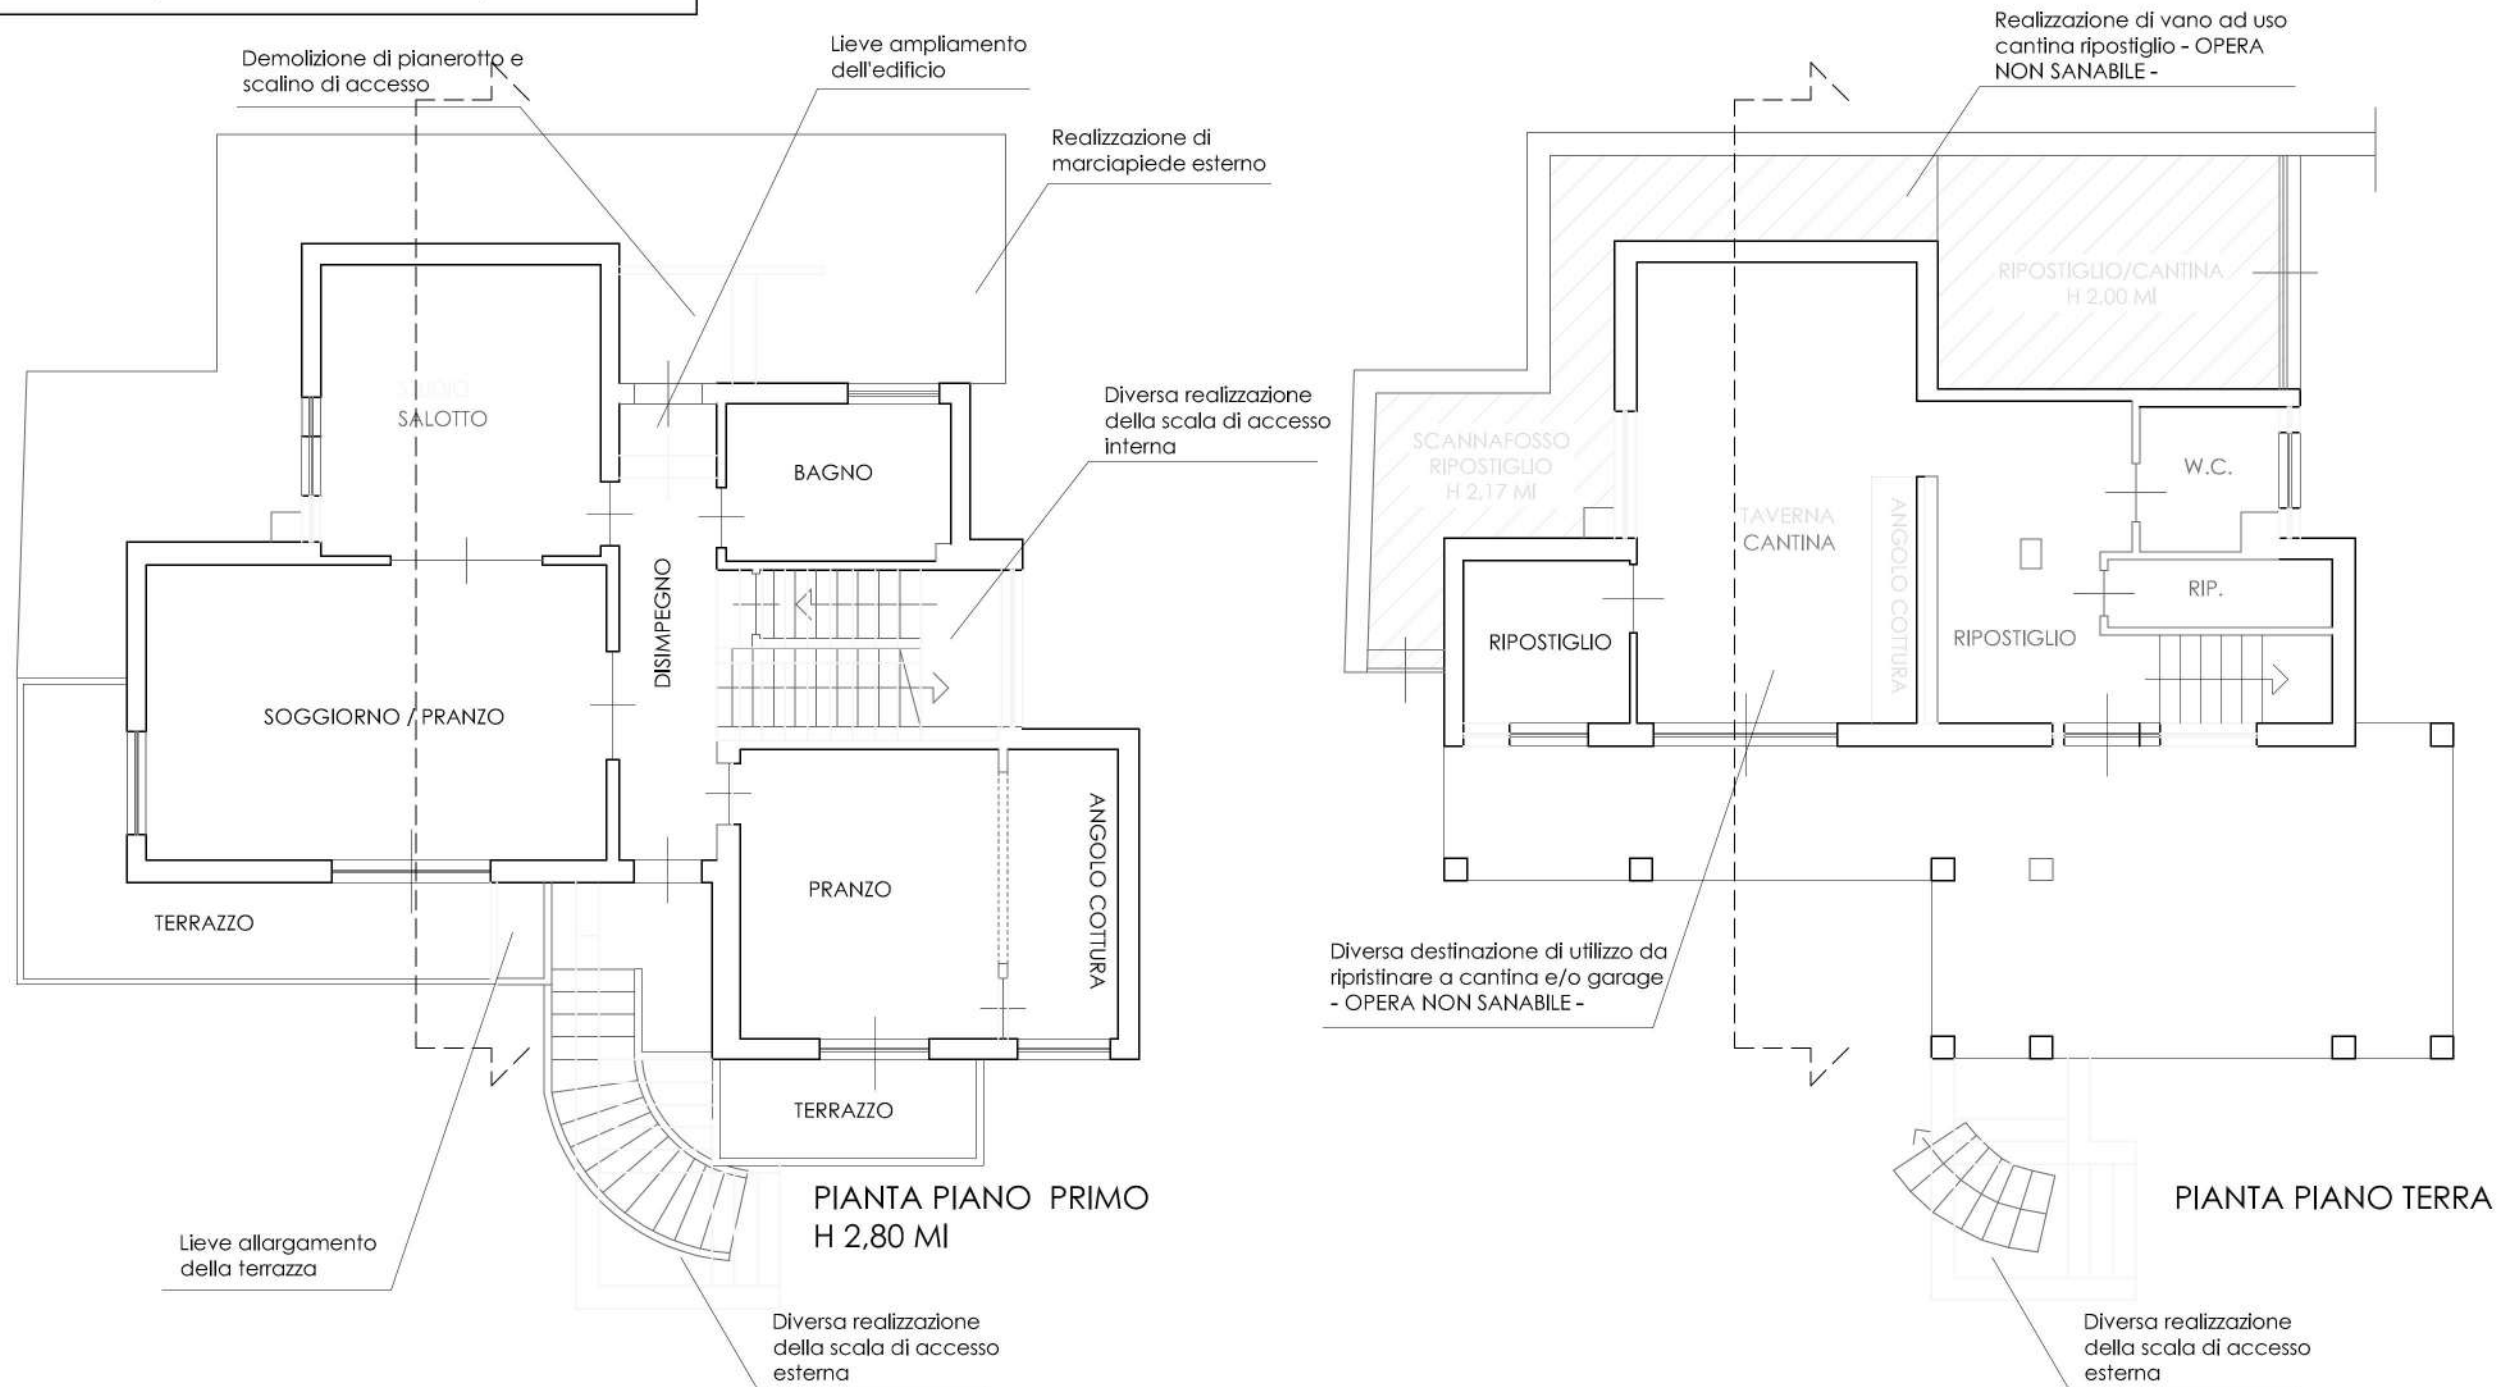 Demolizione di pianerotto e
scalino di accesso
Lieve ampliamento
dell'edificio
Realizzazione di
marciapiede esterno
Diversa realizzazione
della scala di accesso
interna
STUDIO
SALOTTO
BAGNO
DISIMPEGNO
SOGGIORNO / PRANZO
PRANZO
ANGOLO COTTURA
TERRAZZO
TERRAZZO
PIANTA PIANO PRIMO
H 2,80 Ml
Lieve allargamento
della terrazza
Diversa realizzazione
della scala di accesso
esterna
Realizzazione di vano ad uso
cantina ripostiglio - OPERA
NON SANABILE -
RIPOSTIGLIO/CANTINA
H 2,00 Ml
SCANNAFOSSO
RIPOSTIGLIO
H 2,17 Ml
W.C.
TAVERNA
CANTINA
ANGOLO COTTURA
RIP.
RIPOSTIGLIO
RIPOSTIGLIO
Diversa destinazione di utilizzo da
ripristinare a cantina e/o garage
- OPERA NON SANABILE -
PIANTA PIANO TERRA
Diversa realizzazione
della scala di accesso
esterna